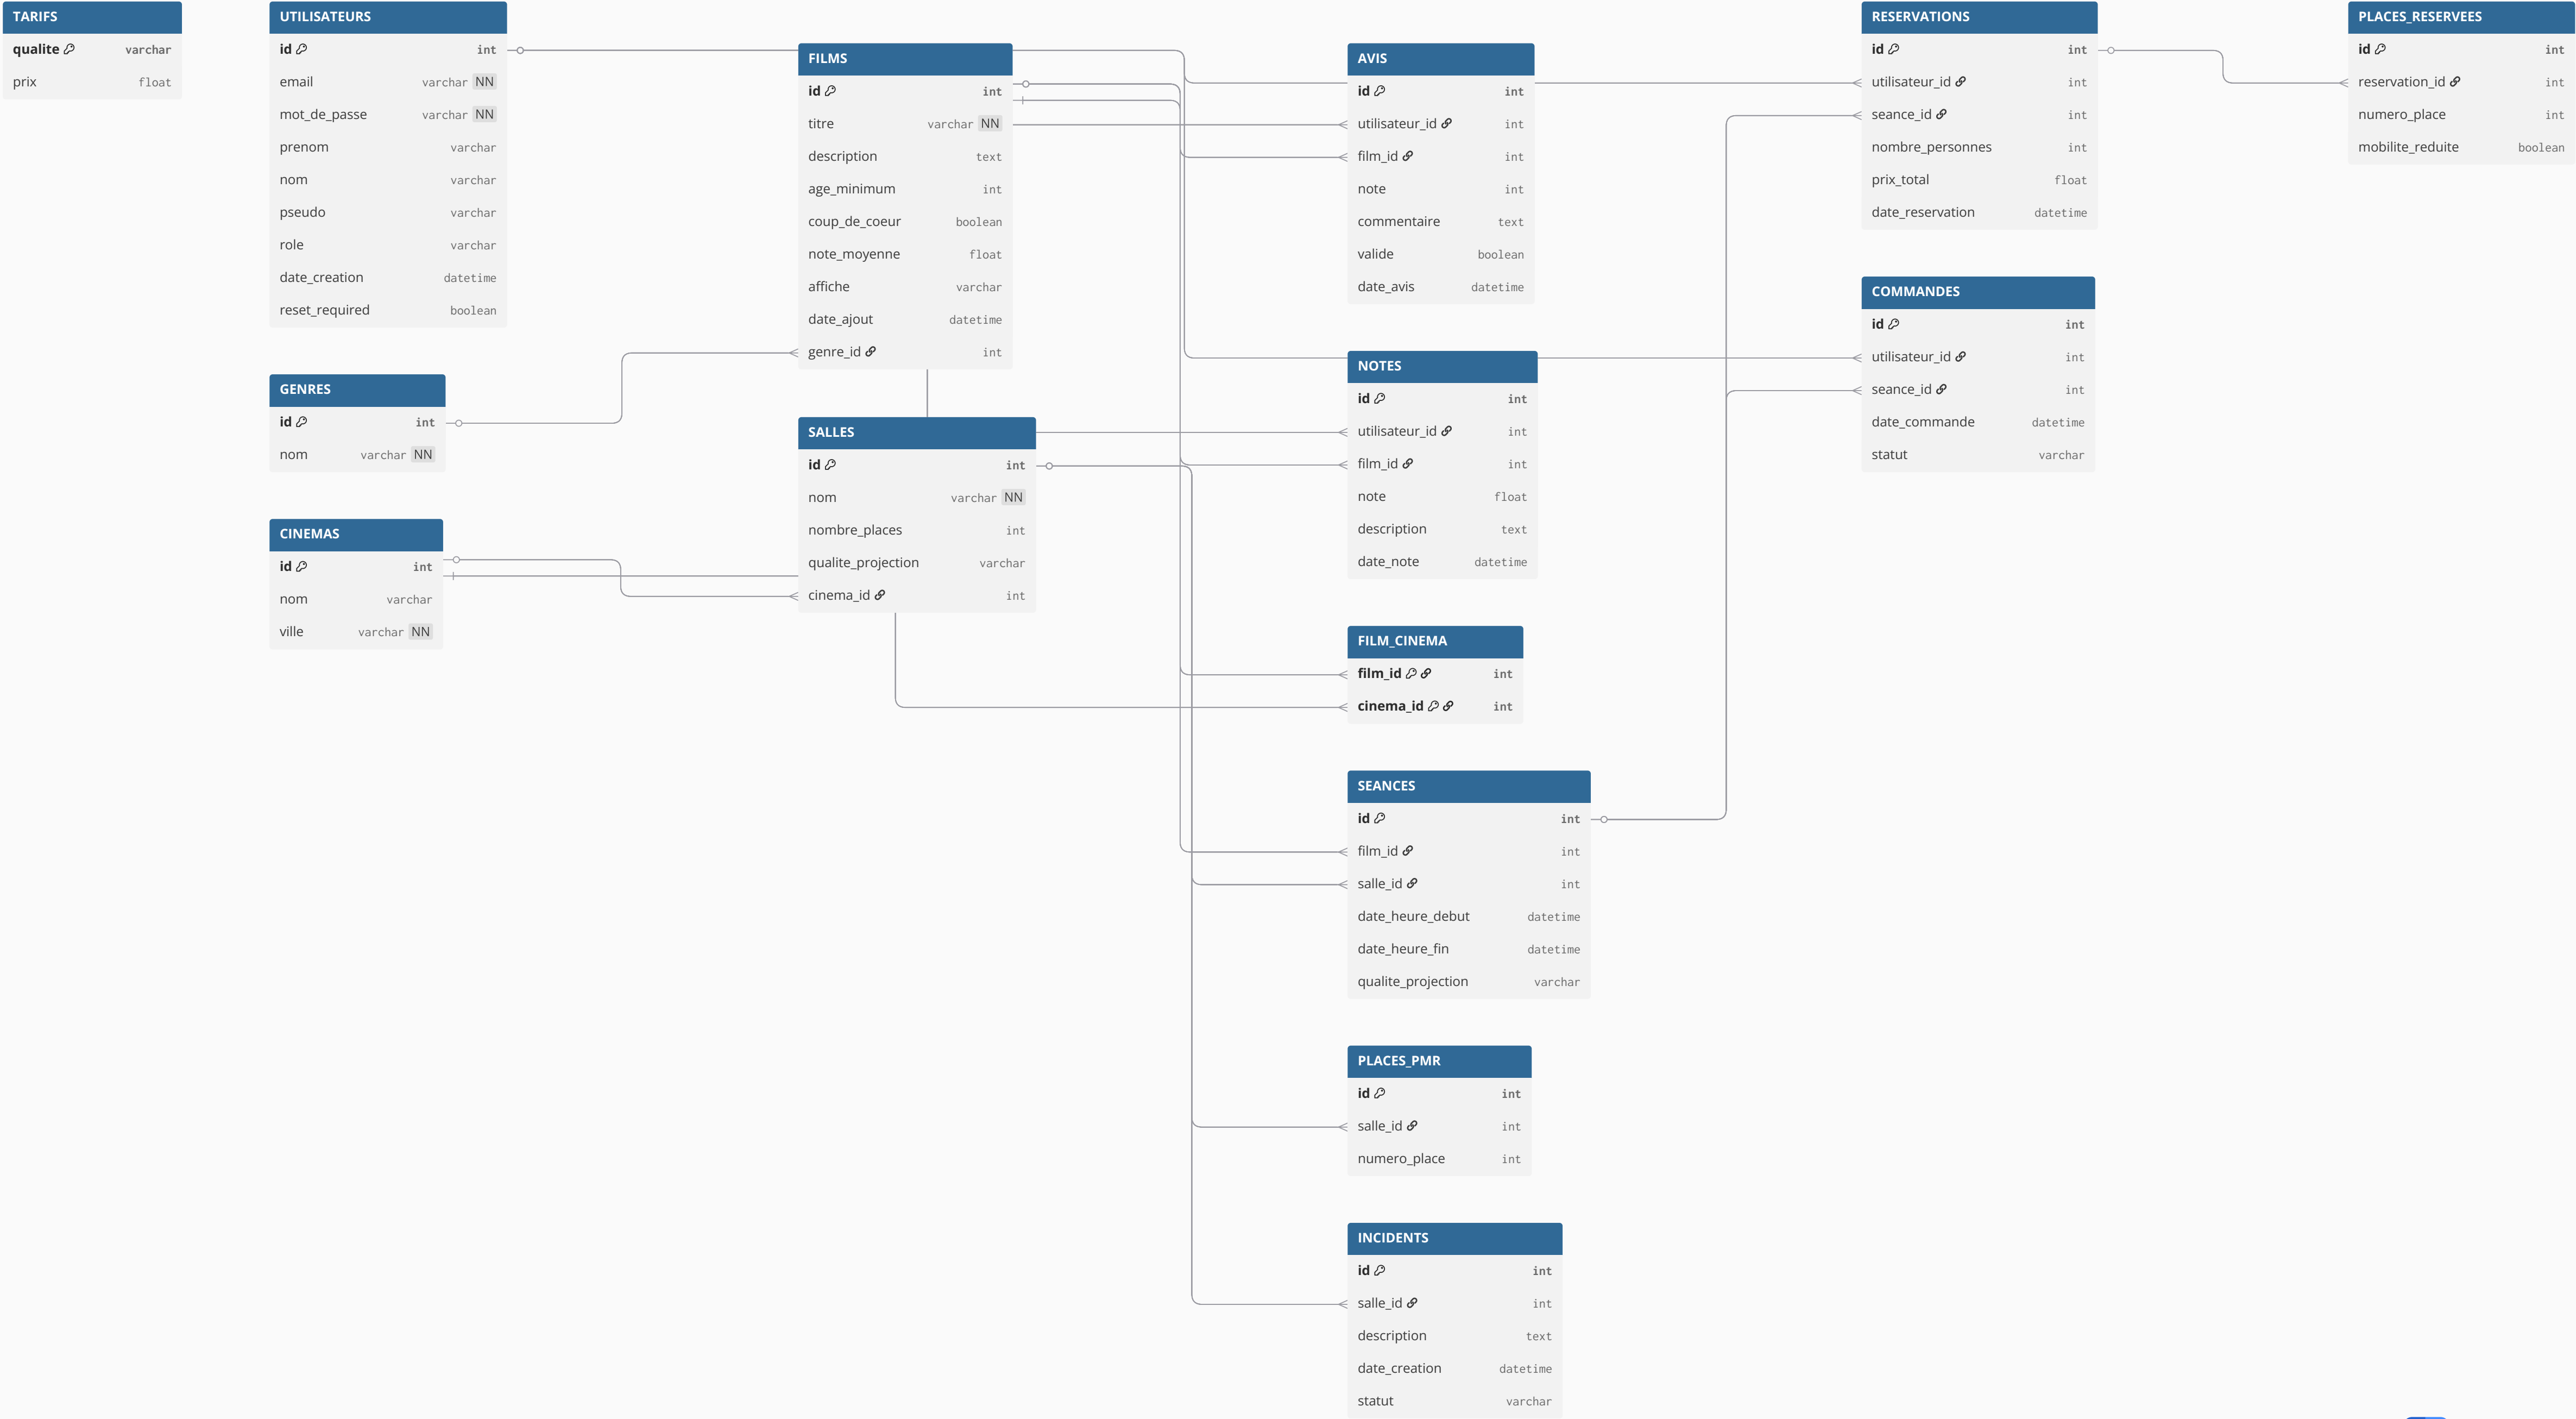 TARIFS
qualite varchar
prix float
UTILISATEURS
id int
email varchar NN
mot_de_passe varchar NN
prenom varchar
nom varchar
pseudo varchar
role varchar
date_creation datetime
reset_required boolean
GENRES
id int
nom varchar NN
CINEMAS
id int
nom varchar
ville varchar NN
FILMS
id int
titre varchar NN
description text
age_minimum int
coup_de_coeur boolean
note_moyenne float
affiche varchar
date_ajout datetime
genre_id int
SALLES
id int
nom varchar NN
nombre_places int
qualite_projection varchar
cinema_id int
AVIS
id int
utilisateur_id int
film_id int
note int
commentaire text
valide boolean
date_avis datetime
NOTES
id int
utilisateur_id int
film_id int
note float
description text
date_note datetime
FILM_CINEMA
film_id int
cinema_id int
SEANCES
id int
film_id int
salle_id int
date_heure_debut datetime
date_heure_fin datetime
qualite_projection varchar
PLACES_PMR
id int
salle_id int
numero_place int
INCIDENTS
id int
salle_id int
description text
date_creation datetime
statut varchar
RESERVATIONS
id int
utilisateur_id int
seance_id int
nombre_personnes int
prix_total float
date_reservation datetime
COMMANDES
id int
utilisateur_id int
seance_id int
date_commande datetime
statut varchar
PLACES_RESERVEES
id int
reservation_id int
numero_place int
mobilite_reduite boolean